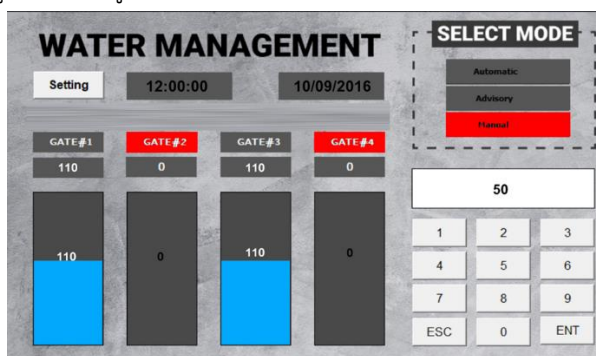 WATER MANAGEMENT
Setting
12:00:00
10/09/2016
GATE#1
GATE#2
GATE#3
GATE#4
110
0
110
0
110
0
110
0
SELECT MODE
Automatic
Advisory
Manual
50
1
2
3
4
5
6
7
8
9
ESC
0
ENT